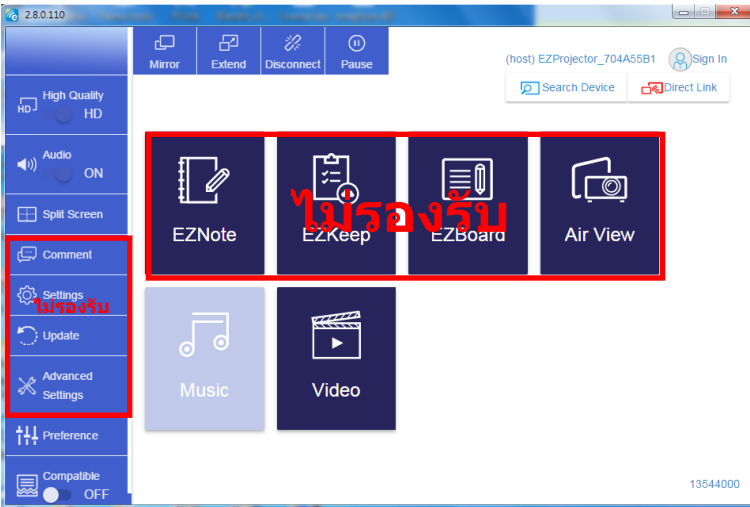 2.8.0.110
Mirror Extend Disconnect Pause
(host) EZProjector_704A55B1 Sign In
Search Device Direct Link
High Quality
HD HD
Audio
ON
Split Screen
Comment
Settings
ไม่รองรับ
Update
Advanced
Settings
Preference
Compatible
OFF
EZNote EZKeep EZBoard Air View
ไม่รองรับ
Music Video
13544000